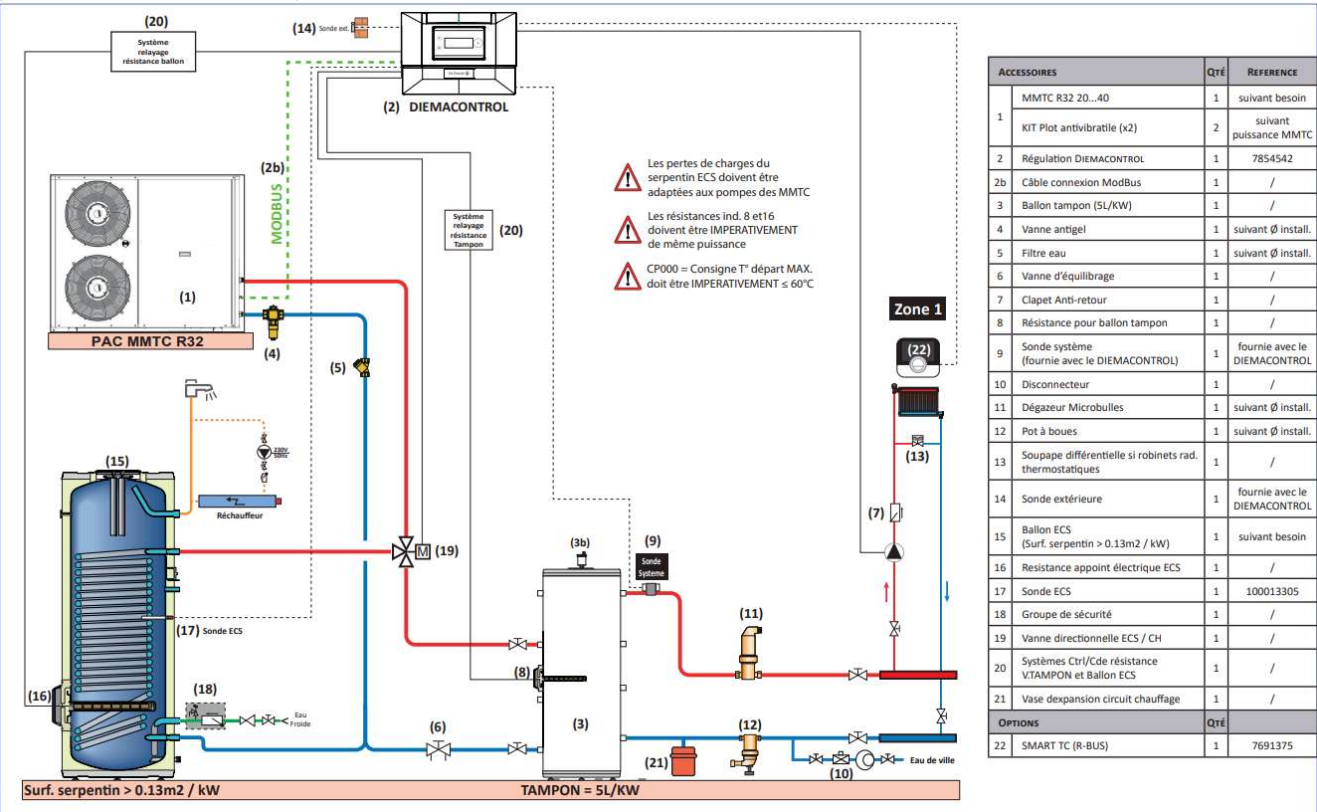 (20)
Système
relayage
résistance ballon
(14) Sonde ext.
(2) DIEMACONTROL
(2b)
MODBUS
Système
relayage
résistance
Tampon
(20)
Les pertes de charges du
serpentin ECS doivent être
adaptées aux pompes des MMTC
Les résistances ind. 8 et16
doivent être IMPERATIVEMENT
de même puissance
CP000 = Consigne T° départ MAX.
doit être IMPERATIVEMENT ≤ 60°C
(1)
PAC MMTC R32
(4)
(5)
Zone 1
(22)
(13)
(7)
(15)
Réchauffeur
(19)
(3b)
(9)
Sonde
Systeme
(11)
(17) Sonde ECS
(16)
(18)
Eau
Froide
(8)
(3)
(6)
(21)
(12)
(10)
Eau de ville
Surf. serpentin > 0.13m2 / kW
TAMPON = 5L/KW
ACCESSOIRES QTÉ REFERENCE
1 MMTC R32 20...40 1 suivant besoin
KIT Plot antivibratile (x2) 2 suivant
puissance MMTC
2 Régulation DIEMACONTROL 1 7854542
2b Câble connexion ModBus 1 /
3 Ballon tampon (5L/KW) 1 /
4 Vanne antigel 1 suivant Ø install.
5 Filtre eau 1 suivant Ø install.
6 Vanne d'équilibrage 1 /
7 Clapet Anti-retour 1 /
8 Résistance pour ballon tampon 1 /
9 Sonde système
(fournie avec le DIEMACONTROL) 1 fournie avec le
DIEMACONTROL
10 Disconnecteur 1 /
11 Dégazeur Microbulles 1 suivant Ø install.
12 Pot à boues 1 suivant Ø install.
13 Soupape différentielle si robinets rad.
thermostatiques 1 /
14 Sonde extérieure 1 fournie avec le
DIEMACONTROL
15 Ballon ECS
(Surf. serpentin > 0.13m2 / kW) 1 suivant besoin
16 Resistance appoint électrique ECS 1 /
17 Sonde ECS 1 100013305
18 Groupe de sécurité 1 /
19 Vanne directionnelle ECS / CH 1 /
20 Systèmes Ctrl/Cde résistance
V.TAMPON et Ballon ECS 1 /
21 Vase dexpansion circuit chauffage 1 /
OPTIONS QTÉ
22 SMART TC (R-BUS) 1 7691375